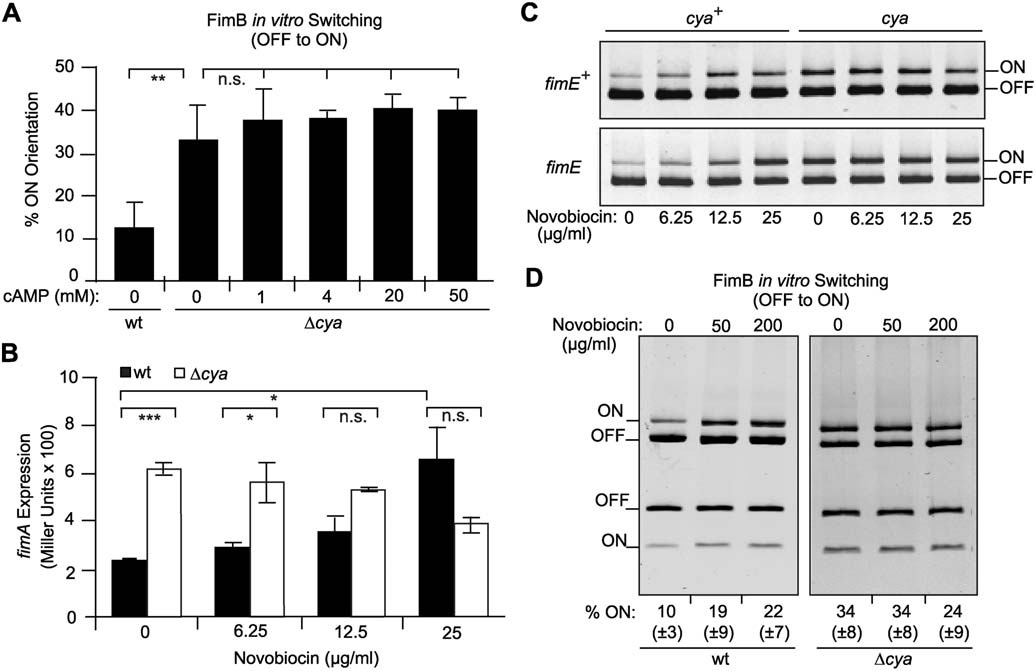 A
FimB in vitro Switching
(OFF to ON)
% ON Orientation
50
40
30
20
10
0
**
n.s.
cAMP (mM): 0 0 1 4 20 50
wt Δcya
B
wt Δcya
fimA Expression
(Miller Units x 100)
10
8
6
4
2
0
*
*** * n.s. n.s.
0 6.25 12.5 25
Novobiocin (µg/ml)
C
cya+ cya
fimE+
ON
OFF
fimE
ON
OFF
Novobiocin: 0 6.25 12.5 25 0 6.25 12.5 25
(µg/ml)
D
FimB in vitro Switching
(OFF to ON)
Novobiocin: 0 50 200 0 50 200
(µg/ml)
ON
OFF
OFF
ON
% ON: 10 19 22 34 34 24
(±3) (±9) (±7) (±8) (±8) (±9)
wt Δcya